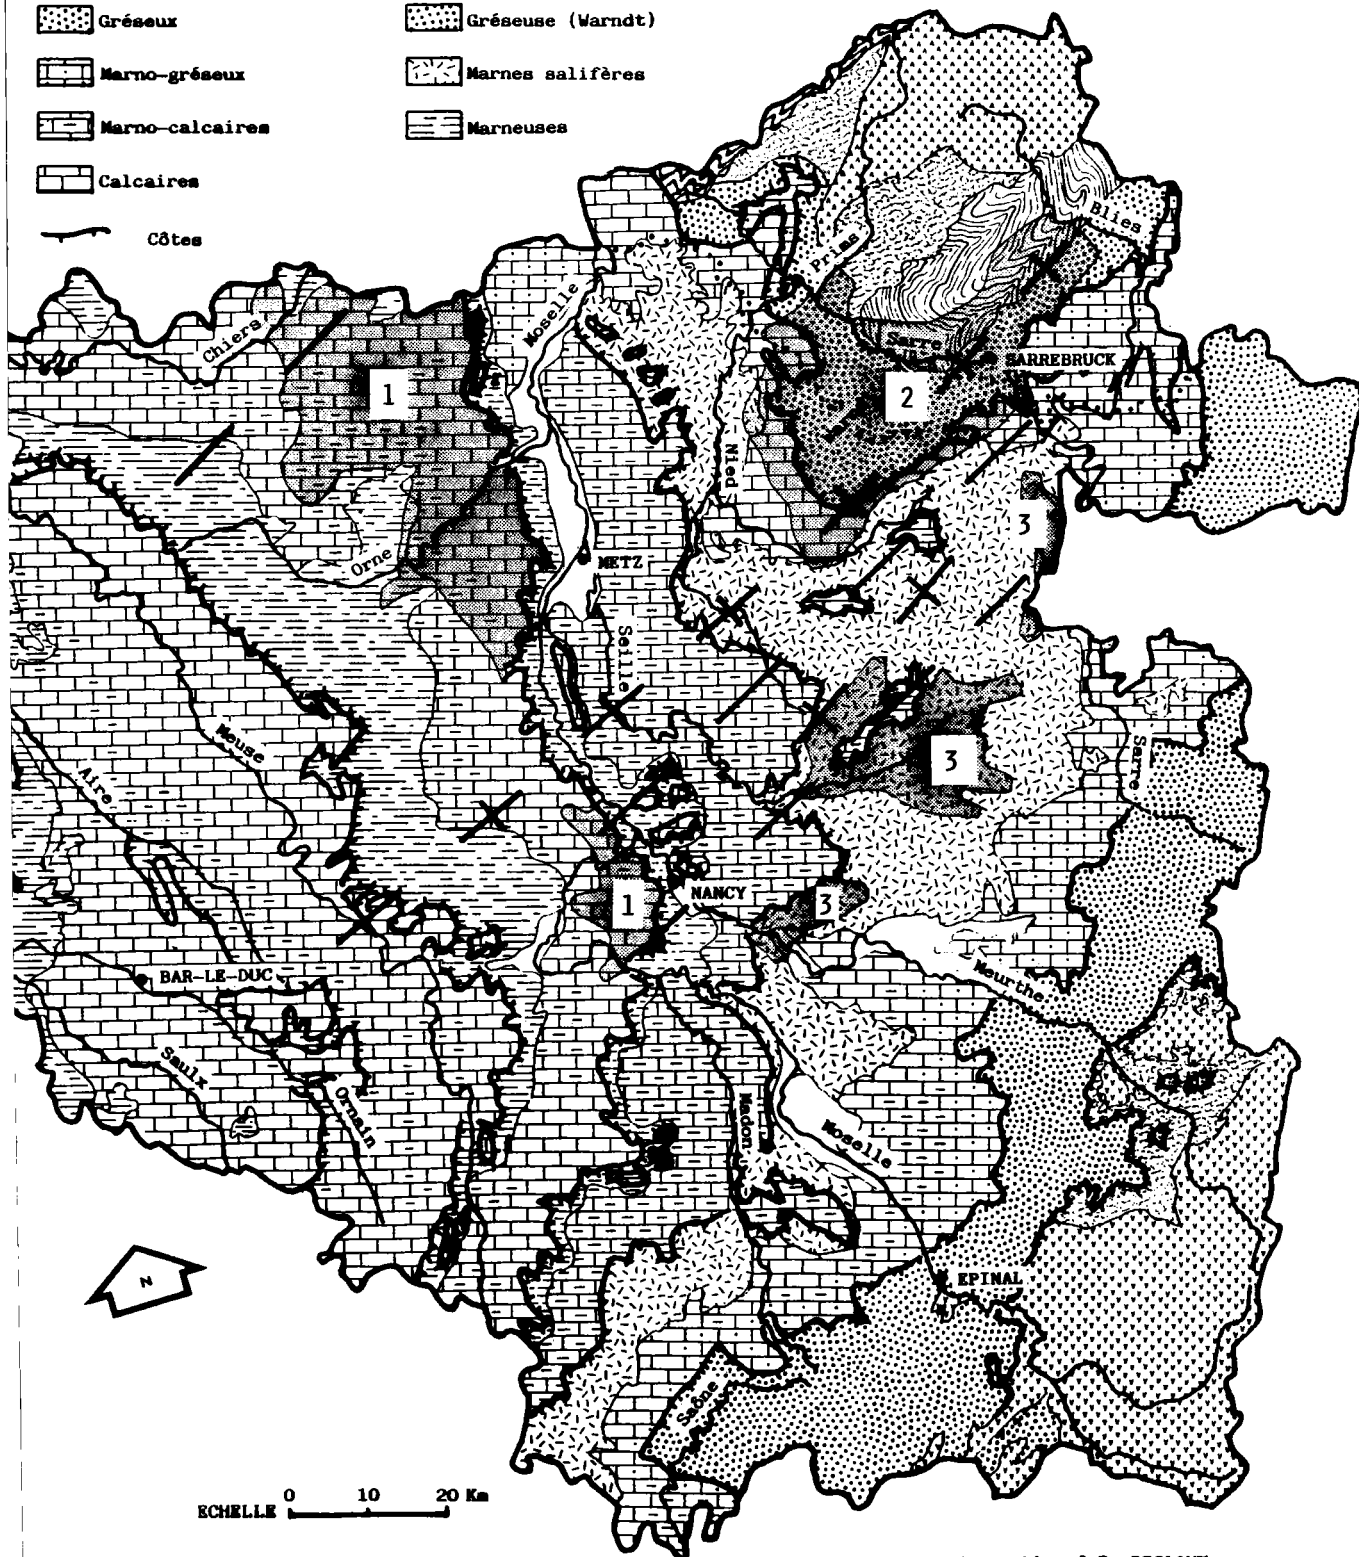 Gréseux
Gréseuse (Warndt)
Marno-gréseux
Marnes salifères
Marno-calcaires
Marneuses
Calcaires
Côtes
Blies
Prims
Moselle
Chiers
Sarre
SARREBRUCK
1
2
Nied
3
Orne
METZ
Seille
Meuse
Sarre
3
Aire
NANCY
1
3
BAR-LE-DUC
Meurthe
Saulx
Ornain
Madon
Moselle
N
EPINAL
Saône
0 10 20 Km
ECHELLE